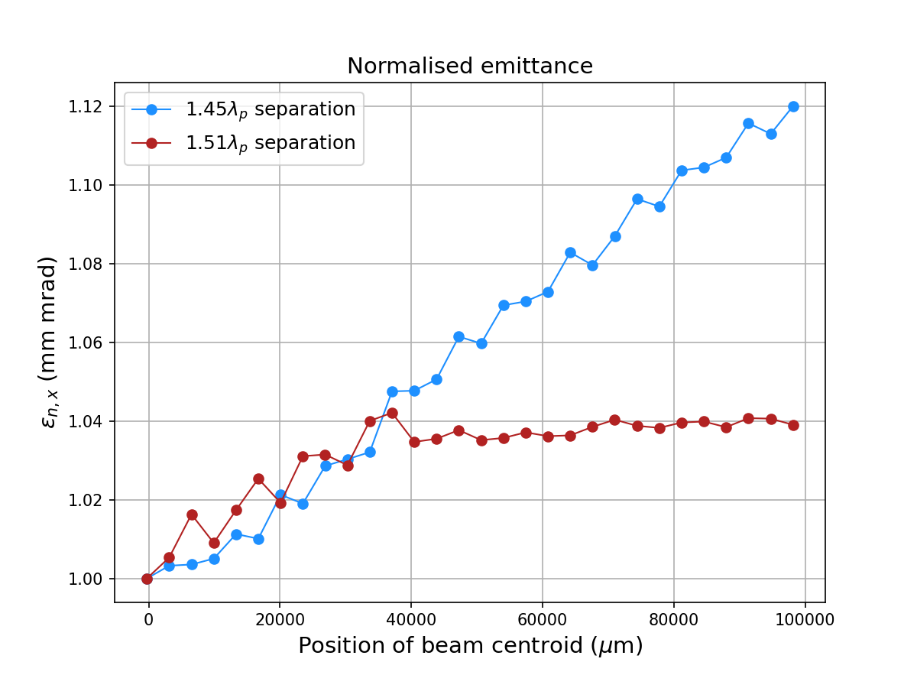 Normalised emittance
1.45λp separation
1.51λp separation
1.12
1.10
1.08
1.06
1.04
1.02
1.00
εn,x (mm mrad)
0 20000 40000 60000 80000 100000
Position of beam centroid (μm)